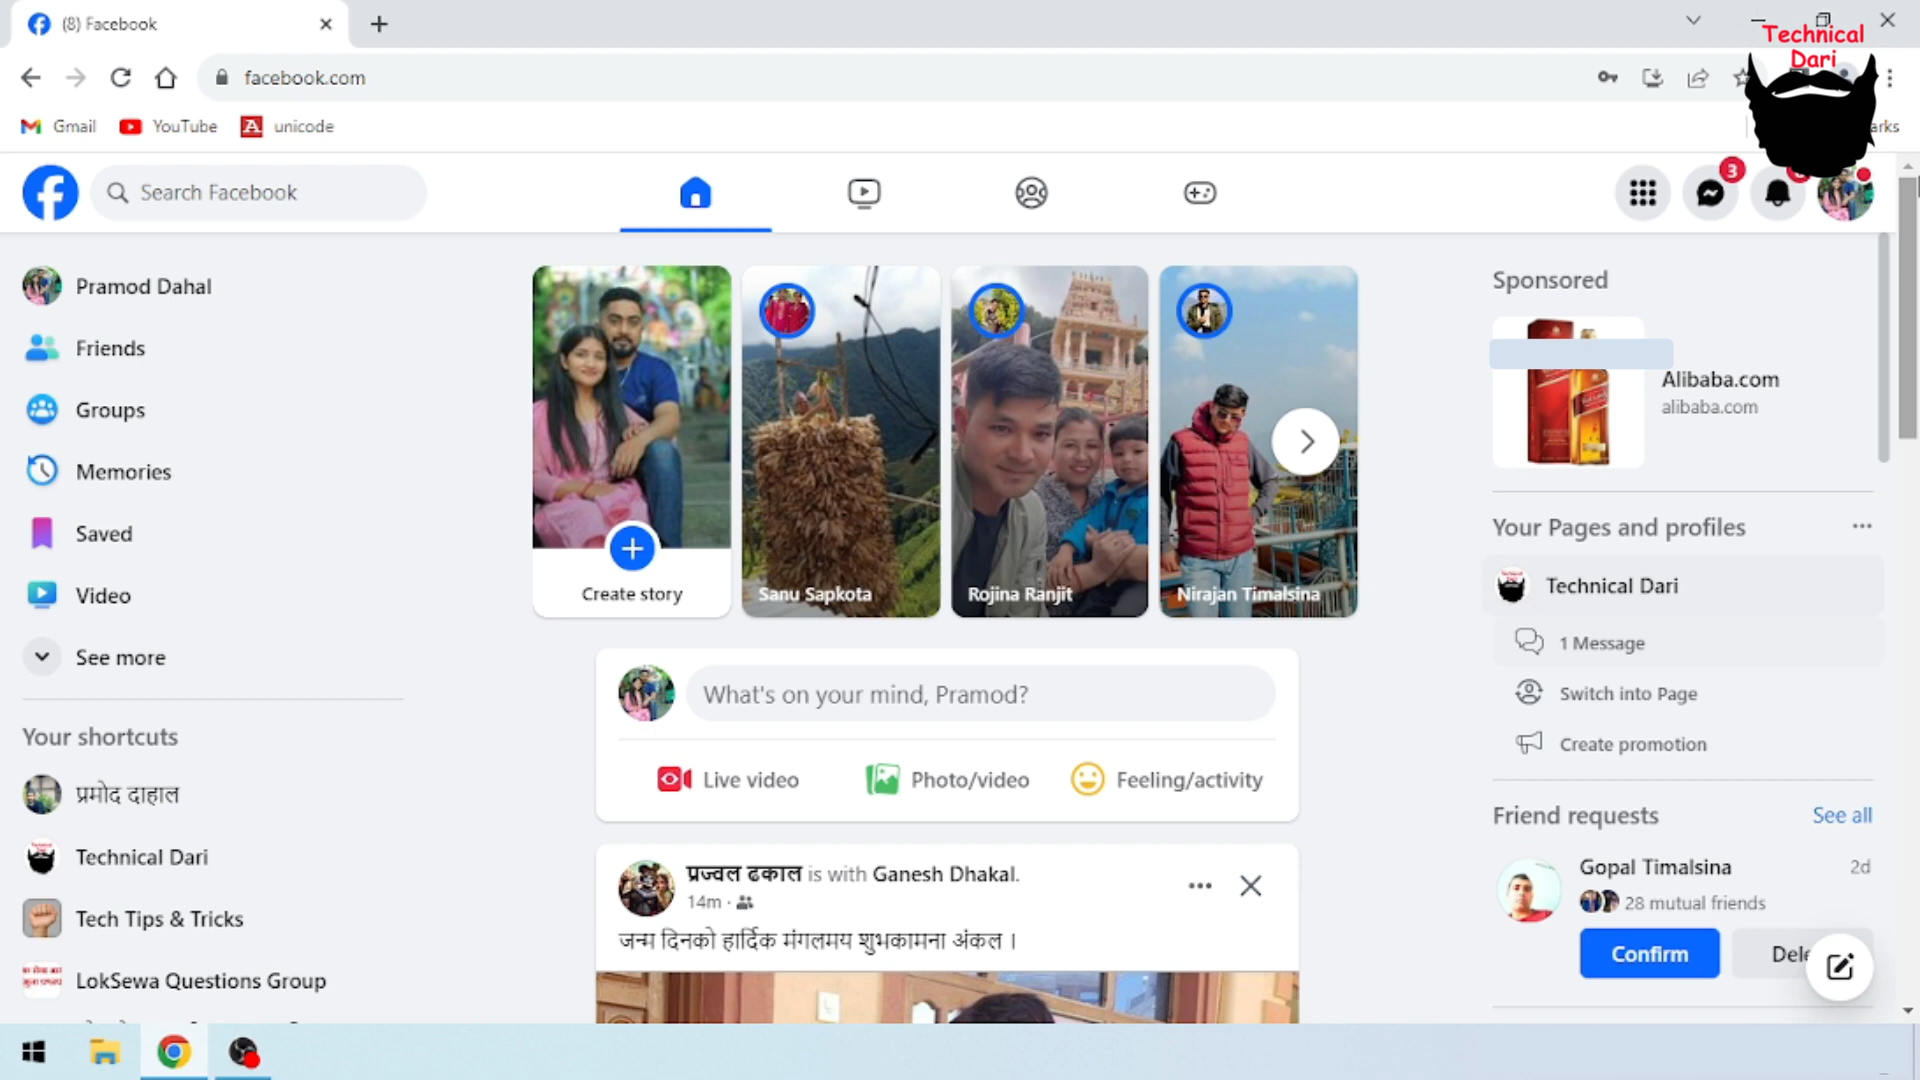 (8) Facebook
Technical
Dari
facebook.com
Gmail
YouTube
unicode
Search Facebook
3
Pramod Dahal
Friends
Groups
Memories
Saved
Video
See more
Your shortcuts
प्रमोद दाहाल
Technical Dari
Tech Tips & Tricks
LokSewa Questions Group
Create story
Sanu Sapkota
Rojina Ranjit
Nirajan Timalsina
What's on your mind, Pramod?
Live video
Photo/video
Feeling/activity
प्रज्वल ढकाल is with Ganesh Dhakal.
14m ·
जन्म दिनको हार्दिक मंगलमय शुभकामना अंकल ।
Sponsored
Alibaba.com
alibaba.com
Your Pages and profiles
Technical Dari
1 Message
Switch into Page
Create promotion
Friend requests
See all
Gopal Timalsina
2d
28 mutual friends
Confirm